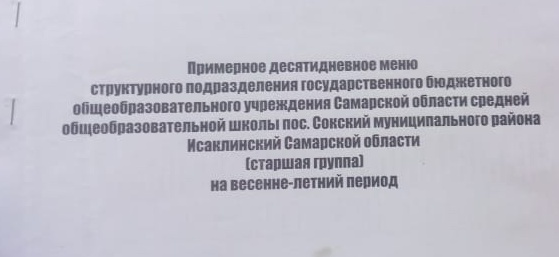 Примерное десятидневное меню
структурного подразделения государственного бюджетного
общеобразовательного учреждения Самарской области средней
общеобразовательной школы пос. Сокский муниципального района
Исаклинский Самарской области
(старшая группа)
на весенне-летний период